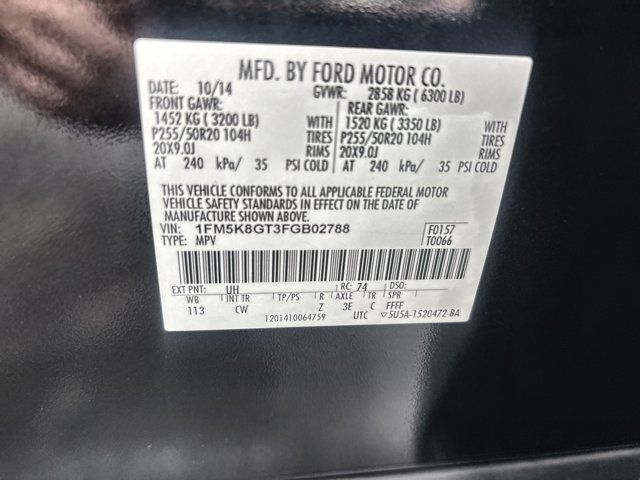 MFD. BY FORD MOTOR CO.
DATE: 10/14 GVWR: 2858 KG ( 6300 LB)
FRONT GAWR: REAR GAWR:
1452 KG ( 3200 LB) WITH 1520 KG ( 3350 LB) WITH
P255/50R20 104H TIRES P255/50R20 104H TIRES
20X9.0J RIMS 20X9.0J RIMS
AT 240 kPa/ 35 PSI COLD AT 240 kPa/ 35 PSI COLD
THIS VEHICLE CONFORMS TO ALL APPLICABLE FEDERAL MOTOR
VEHICLE SAFETY STANDARDS IN EFFECT ON THE DATE OF
MANUFACTURE SHOWN ABOVE.
VIN: 1FM5K8GT3FGB02788 F0157
TYPE: MPV T0066
EXT PNT: UH RC: 74 DSO:
WB INT TR TP/PS R AXLE TR SPR
113 CW Z 3E C FFFF
1201410064759 UTC ▽5U5A-1520472-BA